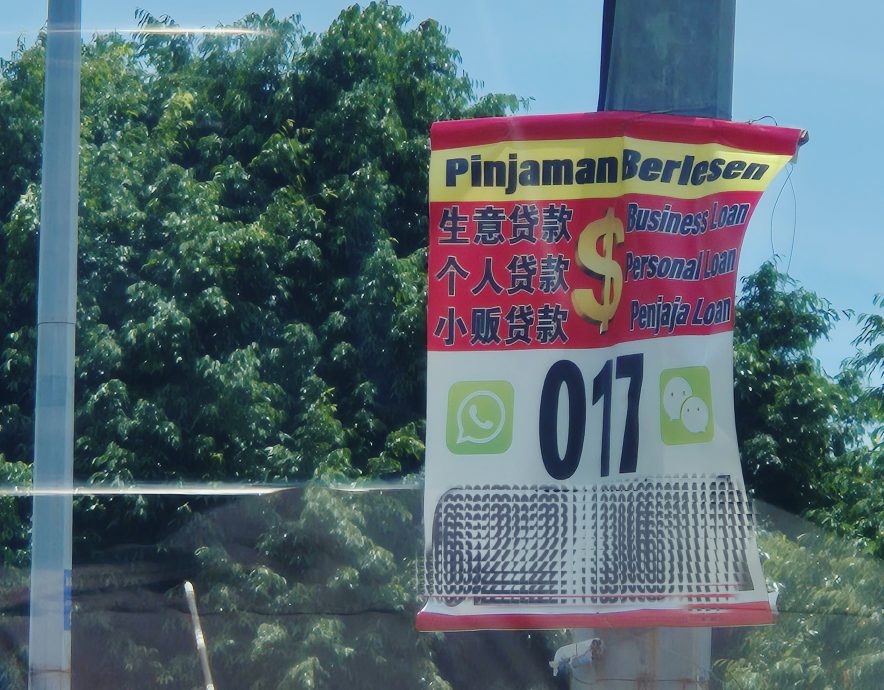 Pinjaman Berlesen
生意贷款 $ Business Loan
个人贷款 Personal Loan
小贩贷款 Penjaja Loan
017